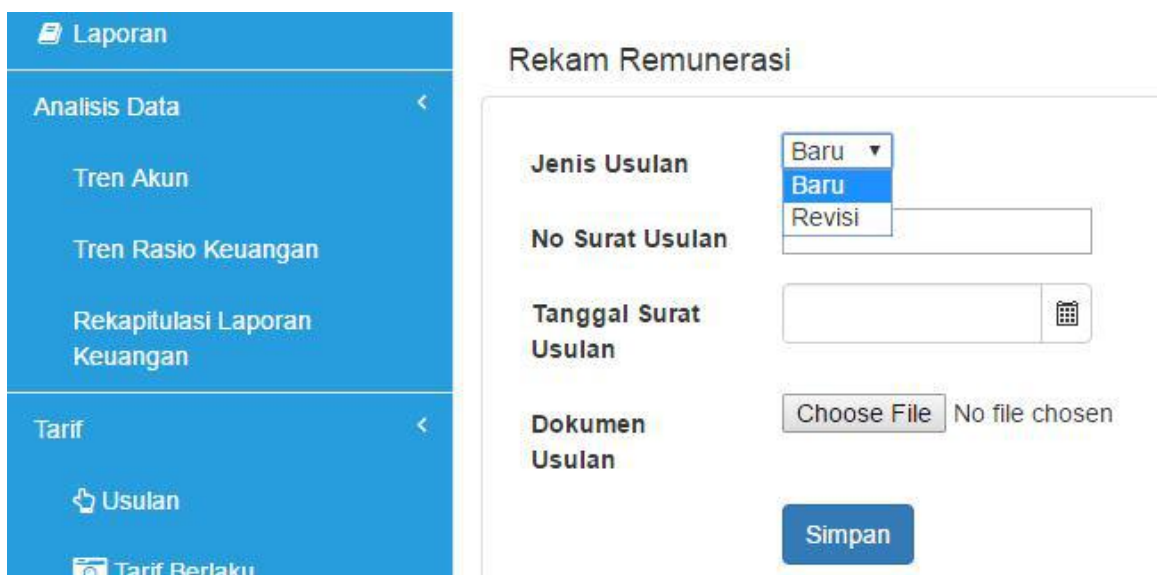 Laporan
Analisis Data
Tren Akun
Tren Rasio Keuangan
Rekapitulasi Laporan
Keuangan
Tarif
Usulan
Tarif Berlaku
Rekam Remunerasi
Jenis Usulan
Baru
Baru
Revisi
No Surat Usulan
Tanggal Surat
Usulan
Dokumen
Usulan
Choose File No file chosen
Simpan